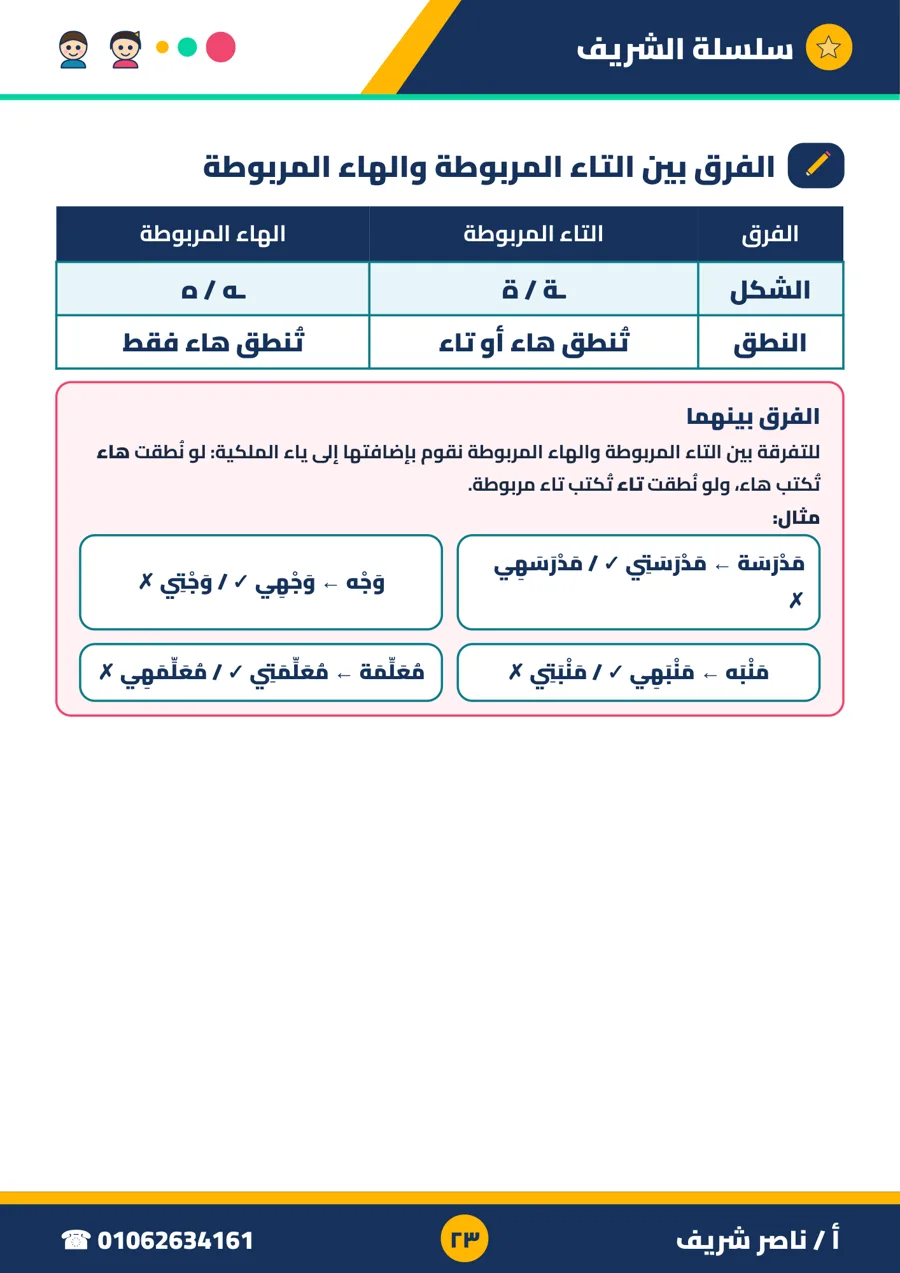 سلسلة الشريف
الفرق بين التاء المربوطة والهاء المربوطة
الفرق التاء المربوطة الهاء المربوطة
الشكل ـة / ة ـه / ه
النطق تُنطق هاء أو تاء تُنطق هاء فقط
الفرق بينهما
للتفرقة بين التاء المربوطة والهاء المربوطة نقوم بإضافتها إلى ياء الملكية: لو نُطقت هاء
تُكتب هاء، ولو نُطقت تاء تُكتب تاء مربوطة.
مثال:
مَدْرَسَة ← مَدْرَسَتِي ✓ / مَدْرَسَهِي
✗
وَجْه ← وَجْهِي ✓ / وَجْتِي ✗
مَنْبَه ← مَنْبَهِي ✓ / مَنْبَتِي ✗
مُعَلِّمَة ← مُعَلِّمَتِي ✓ / مُعَلِّمَهِي ✗
أ / ناصر شريف
٢٣
☎ 01062634161